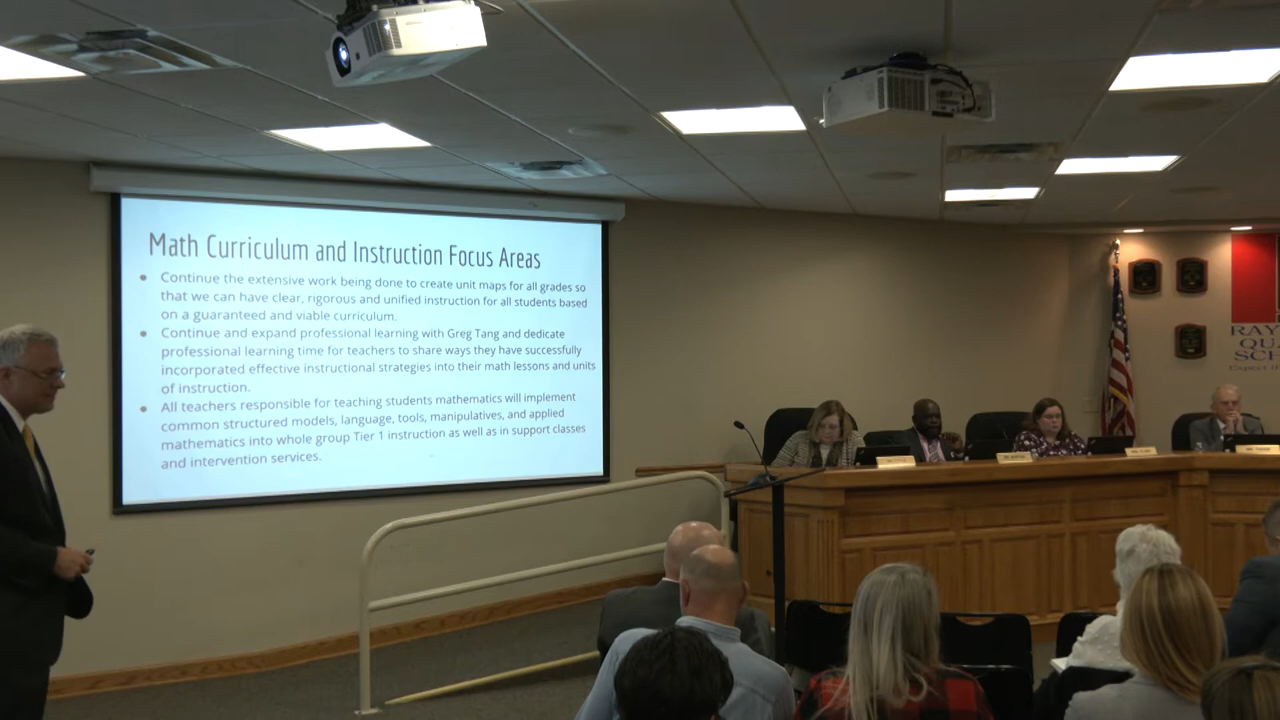 Math Curriculum and Instruction Focus Areas
Continue the extensive work being done to create unit maps for all grades so
that we can have clear, rigorous and unified instruction for all students based
on a guaranteed and viable curriculum.
Continue and expand professional learning with Greg Tang and dedicate
professional learning time for teachers to share ways they have successfully
incorporated effective instructional strategies into their math lessons and units
of instruction.
All teachers responsible for teaching students mathematics will implement
common structured models, language, tools, manipulatives, and applied
mathematics into whole group Tier 1 instruction as well as in support classes
and intervention services.
RAY
QU
SCH
Expect th